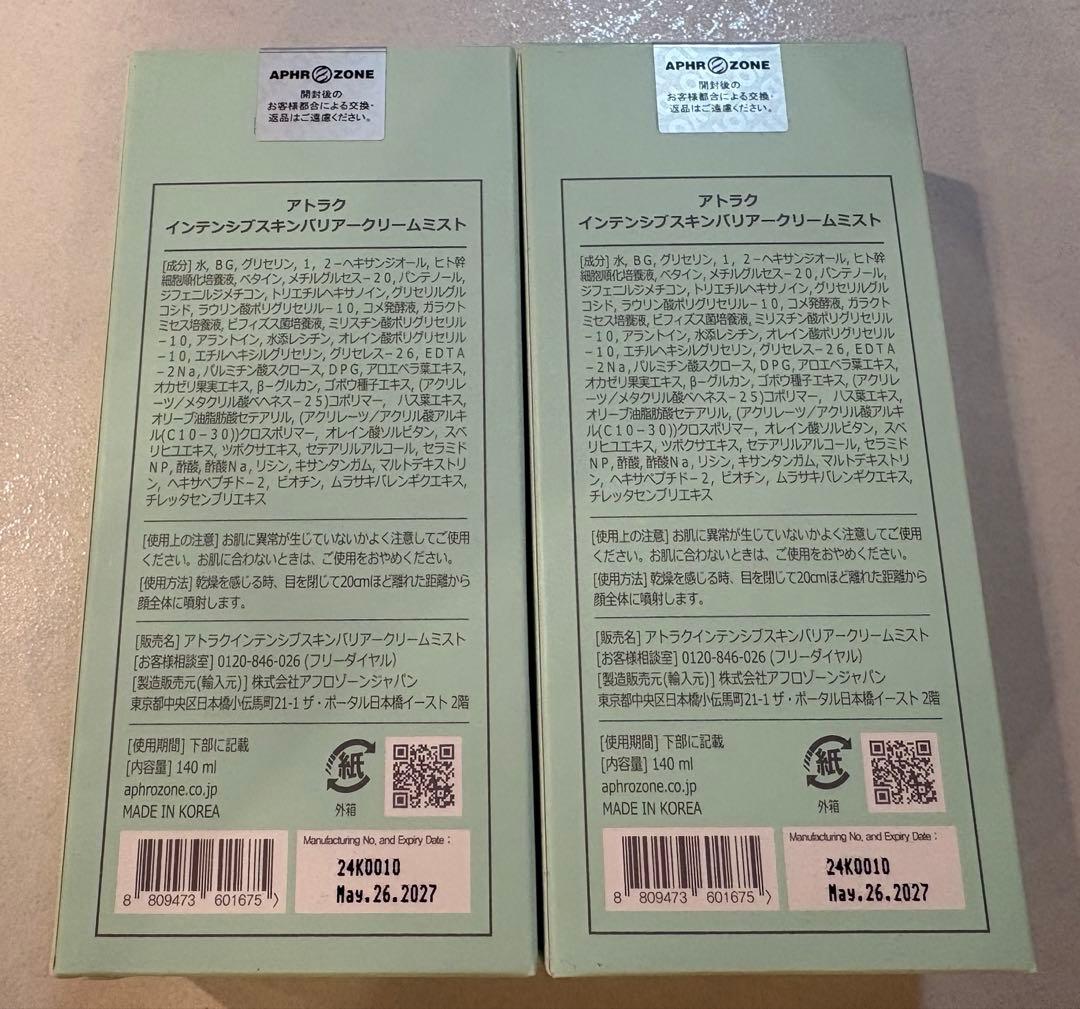 APHROZONE
開封後の
お客様都合による交換・
返品はご遠慮ください。
アトラク
インテンシブスキンバリアークリームミスト
[成分] 水, BG, グリセリン, 1, 2-ヘキサンジオール, ヒト幹
細胞順化培養液, ベタイン, メチルグルセス-20, パンテノール,
ジフェニルジメチコン, トリエチルヘキサノイン, グリセリルグル
コシド, ラウリン酸ポリグリセリル-10, コメ発酵液, ガラクト
ミセス培養液, ビフィズス菌培養液, ミリスチン酸ポリグリセリル
-10, アラントイン, 水添レシチン, オレイン酸ポリグリセリル
-10, エチルヘキシルグリセリン, グリセレス-26, EDTA
-2Na, パルミチン酸スクロース, DPG, アロエベラ葉エキス,
オカゼリ果実エキス, β-グルカン, ゴボウ種子エキス, (アクリレ
ーツ/メタクリル酸ベヘネス-25)コポリマー, ハス葉エキス,
オリーブ油脂肪酸セテアリル, (アクリレーツ/アクリル酸アルキ
ル(C10-30))クロスポリマー, オレイン酸ソルビタン, スベ
リヒユエキス, ツボクサエキス, セテアリルアルコール, セラミド
NP, 酢酸, 酢酸Na, リシン, キサンタンガム, マルトデキストリ
ン, ヘキサペプチド-2, ビオチン, ムラサキバレンギクエキス,
チレッタセンブリエキス
[使用上の注意] お肌に異常が生じていないかよく注意してご使用
ください。お肌に合わないときは、ご使用をおやめください。
[使用方法] 乾燥を感じる時、目を閉じて20cmほど離れた距離から
顔全体に噴射します。
[販売名] アトラクインテンシブスキンバリアークリームミスト
[お客様相談室] 0120-846-026 (フリーダイヤル)
[製造販売元(輸入元)] 株式会社アフロゾーンジャパン
東京都中央区日本橋小伝馬町21-1 ザ・ポータル日本橋イースト 2階
[使用期間] 下部に記載
[内容量] 140 ml
aphrozone.co.jp
MADE IN KOREA
紙
外箱
8 809473 601675 >
Manufacturing No, and Expiry Date :
24K0010
May.26.2027
APHROZONE
開封後の
お客様都合による交換・
返品はご遠慮ください。
アトラク
インテンシブスキンバリアークリームミスト
[成分] 水, BG, グリセリン, 1, 2-ヘキサンジオール, ヒト幹
細胞順化培養液, ベタイン, メチルグルセス-20, パンテノール,
ジフェニルジメチコン, トリエチルヘキサノイン, グリセリルグル
コシド, ラウリン酸ポリグリセリル-10, コメ発酵液, ガラクト
ミセス培養液, ビフィズス菌培養液, ミリスチン酸ポリグリセリル
-10, アラントイン, 水添レシチン, オレイン酸ポリグリセリル
-10, エチルヘキシルグリセリン, グリセレス-26, EDTA
-2Na, パルミチン酸スクロース, DPG, アロエベラ葉エキス,
オカゼリ果実エキス, β-グルカン, ゴボウ種子エキス, (アクリレ
ーツ/メタクリル酸ベヘネス-25)コポリマー, ハス葉エキス,
オリーブ油脂肪酸セテアリル, (アクリレーツ/アクリル酸アルキ
ル(C10-30))クロスポリマー, オレイン酸ソルビタン, スベ
リヒユエキス, ツボクサエキス, セテアリルアルコール, セラミド
NP, 酢酸, 酢酸Na, リシン, キサンタンガム, マルトデキストリ
ン, ヘキサペプチド-2, ビオチン, ムラサキバレンギクエキス,
チレッタセンブリエキス
[使用上の注意] お肌に異常が生じていないかよく注意してご使用
ください。お肌に合わないときは、ご使用をおやめください。
[使用方法] 乾燥を感じる時、目を閉じて20cmほど離れた距離から
顔全体に噴射します。
[販売名] アトラクインテンシブスキンバリアークリームミスト
[お客様相談室] 0120-846-026 (フリーダイヤル)
[製造販売元(輸入元)] 株式会社アフロゾーンジャパン
東京都中央区日本橋小伝馬町21-1 ザ・ポータル日本橋イースト 2階
[使用期間] 下部に記載
[内容量] 140 ml
aphrozone.co.jp
MADE IN KOREA
紙
外箱
8 809473 601675 >
Manufacturing No, and Expiry Date :
24K0010
May.26.2027